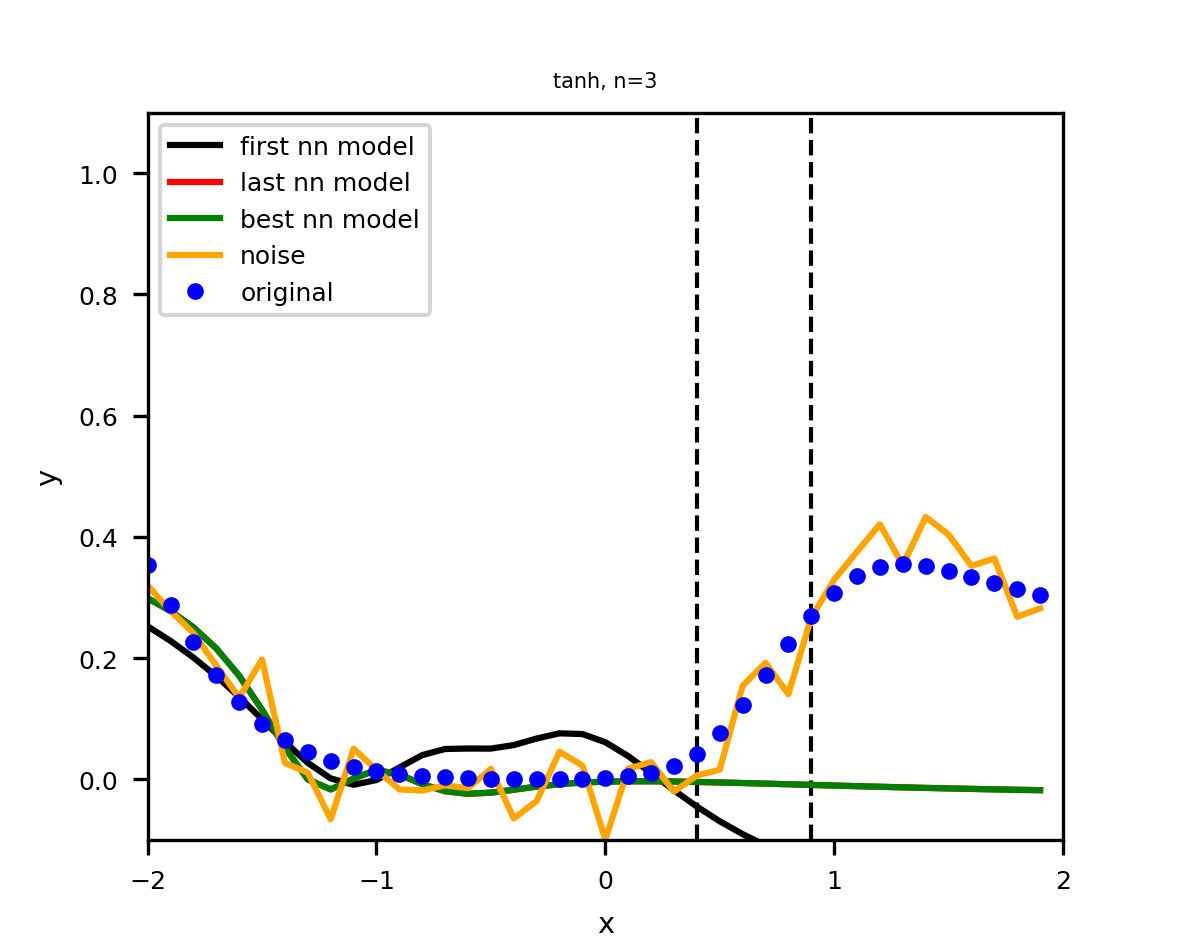 tanh, n=3
first nn model
last nn model
best nn model
noise
original
1.0
0.8
0.6
0.4
0.2
0.0
y
−2
−1
0
1
2
x